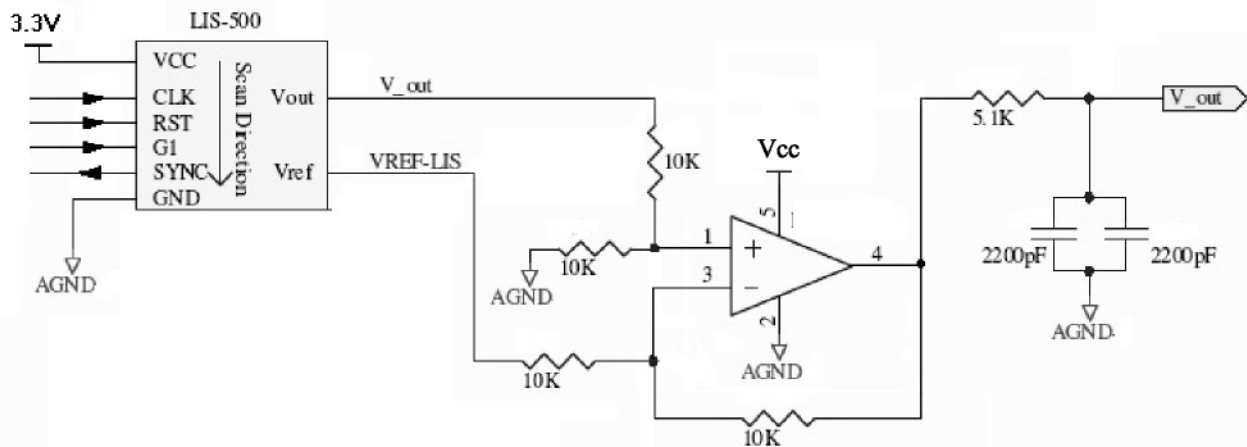 3.3V
LIS-500
VCC
CLK
RST
G1
SYNC
GND
Scan Direction
Vout
Vref
AGND
V_out
VREF-LIS
10K
10K
AGND
10K
10K
Vcc
5
1
1
3
4
2
AGND
5.1K
V_out
2200pF
2200pF
AGND